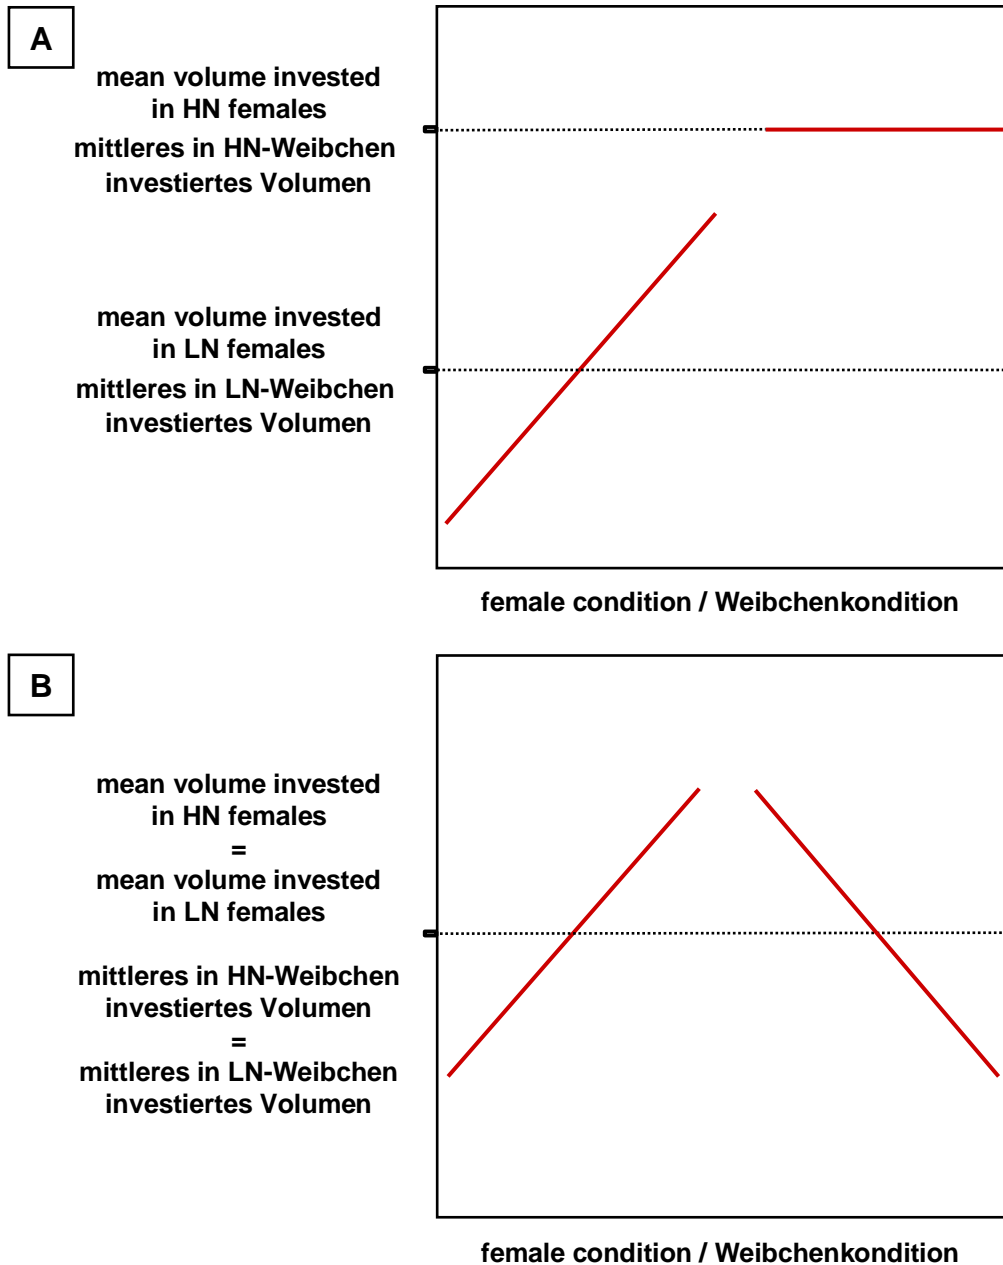 A
mean volume invested
in HN females
mittleres in HN-Weibchen
investiertes Volumen
mean volume invested
in LN females
mittleres in LN-Weibchen
investiertes Volumen
female condition / Weibchenkondition
B
mean volume invested
in HN females
=
mean volume invested
in LN females
mittleres in HN-Weibchen
investiertes Volumen
=
mittleres in LN-Weibchen
investiertes Volumen
female condition / Weibchenkondition